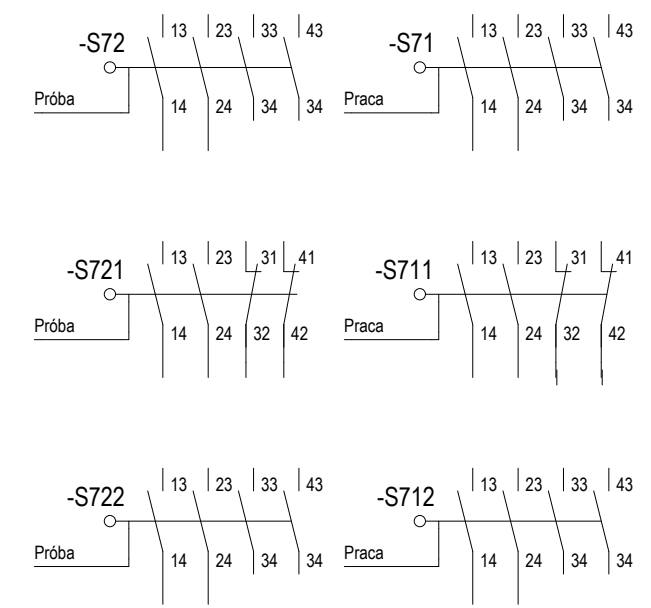 13 23 33 43
-S72
Próba
14 24 34 34
13 23 33 43
-S71
Praca
14 24 34 34
13 23 31 41
-S721
Próba
14 24 32 42
13 23 31 41
-S711
Praca
14 24 32 42
13 23 33 43
-S722
Próba
14 24 34 34
13 23 33 43
-S712
Praca
14 24 34 34